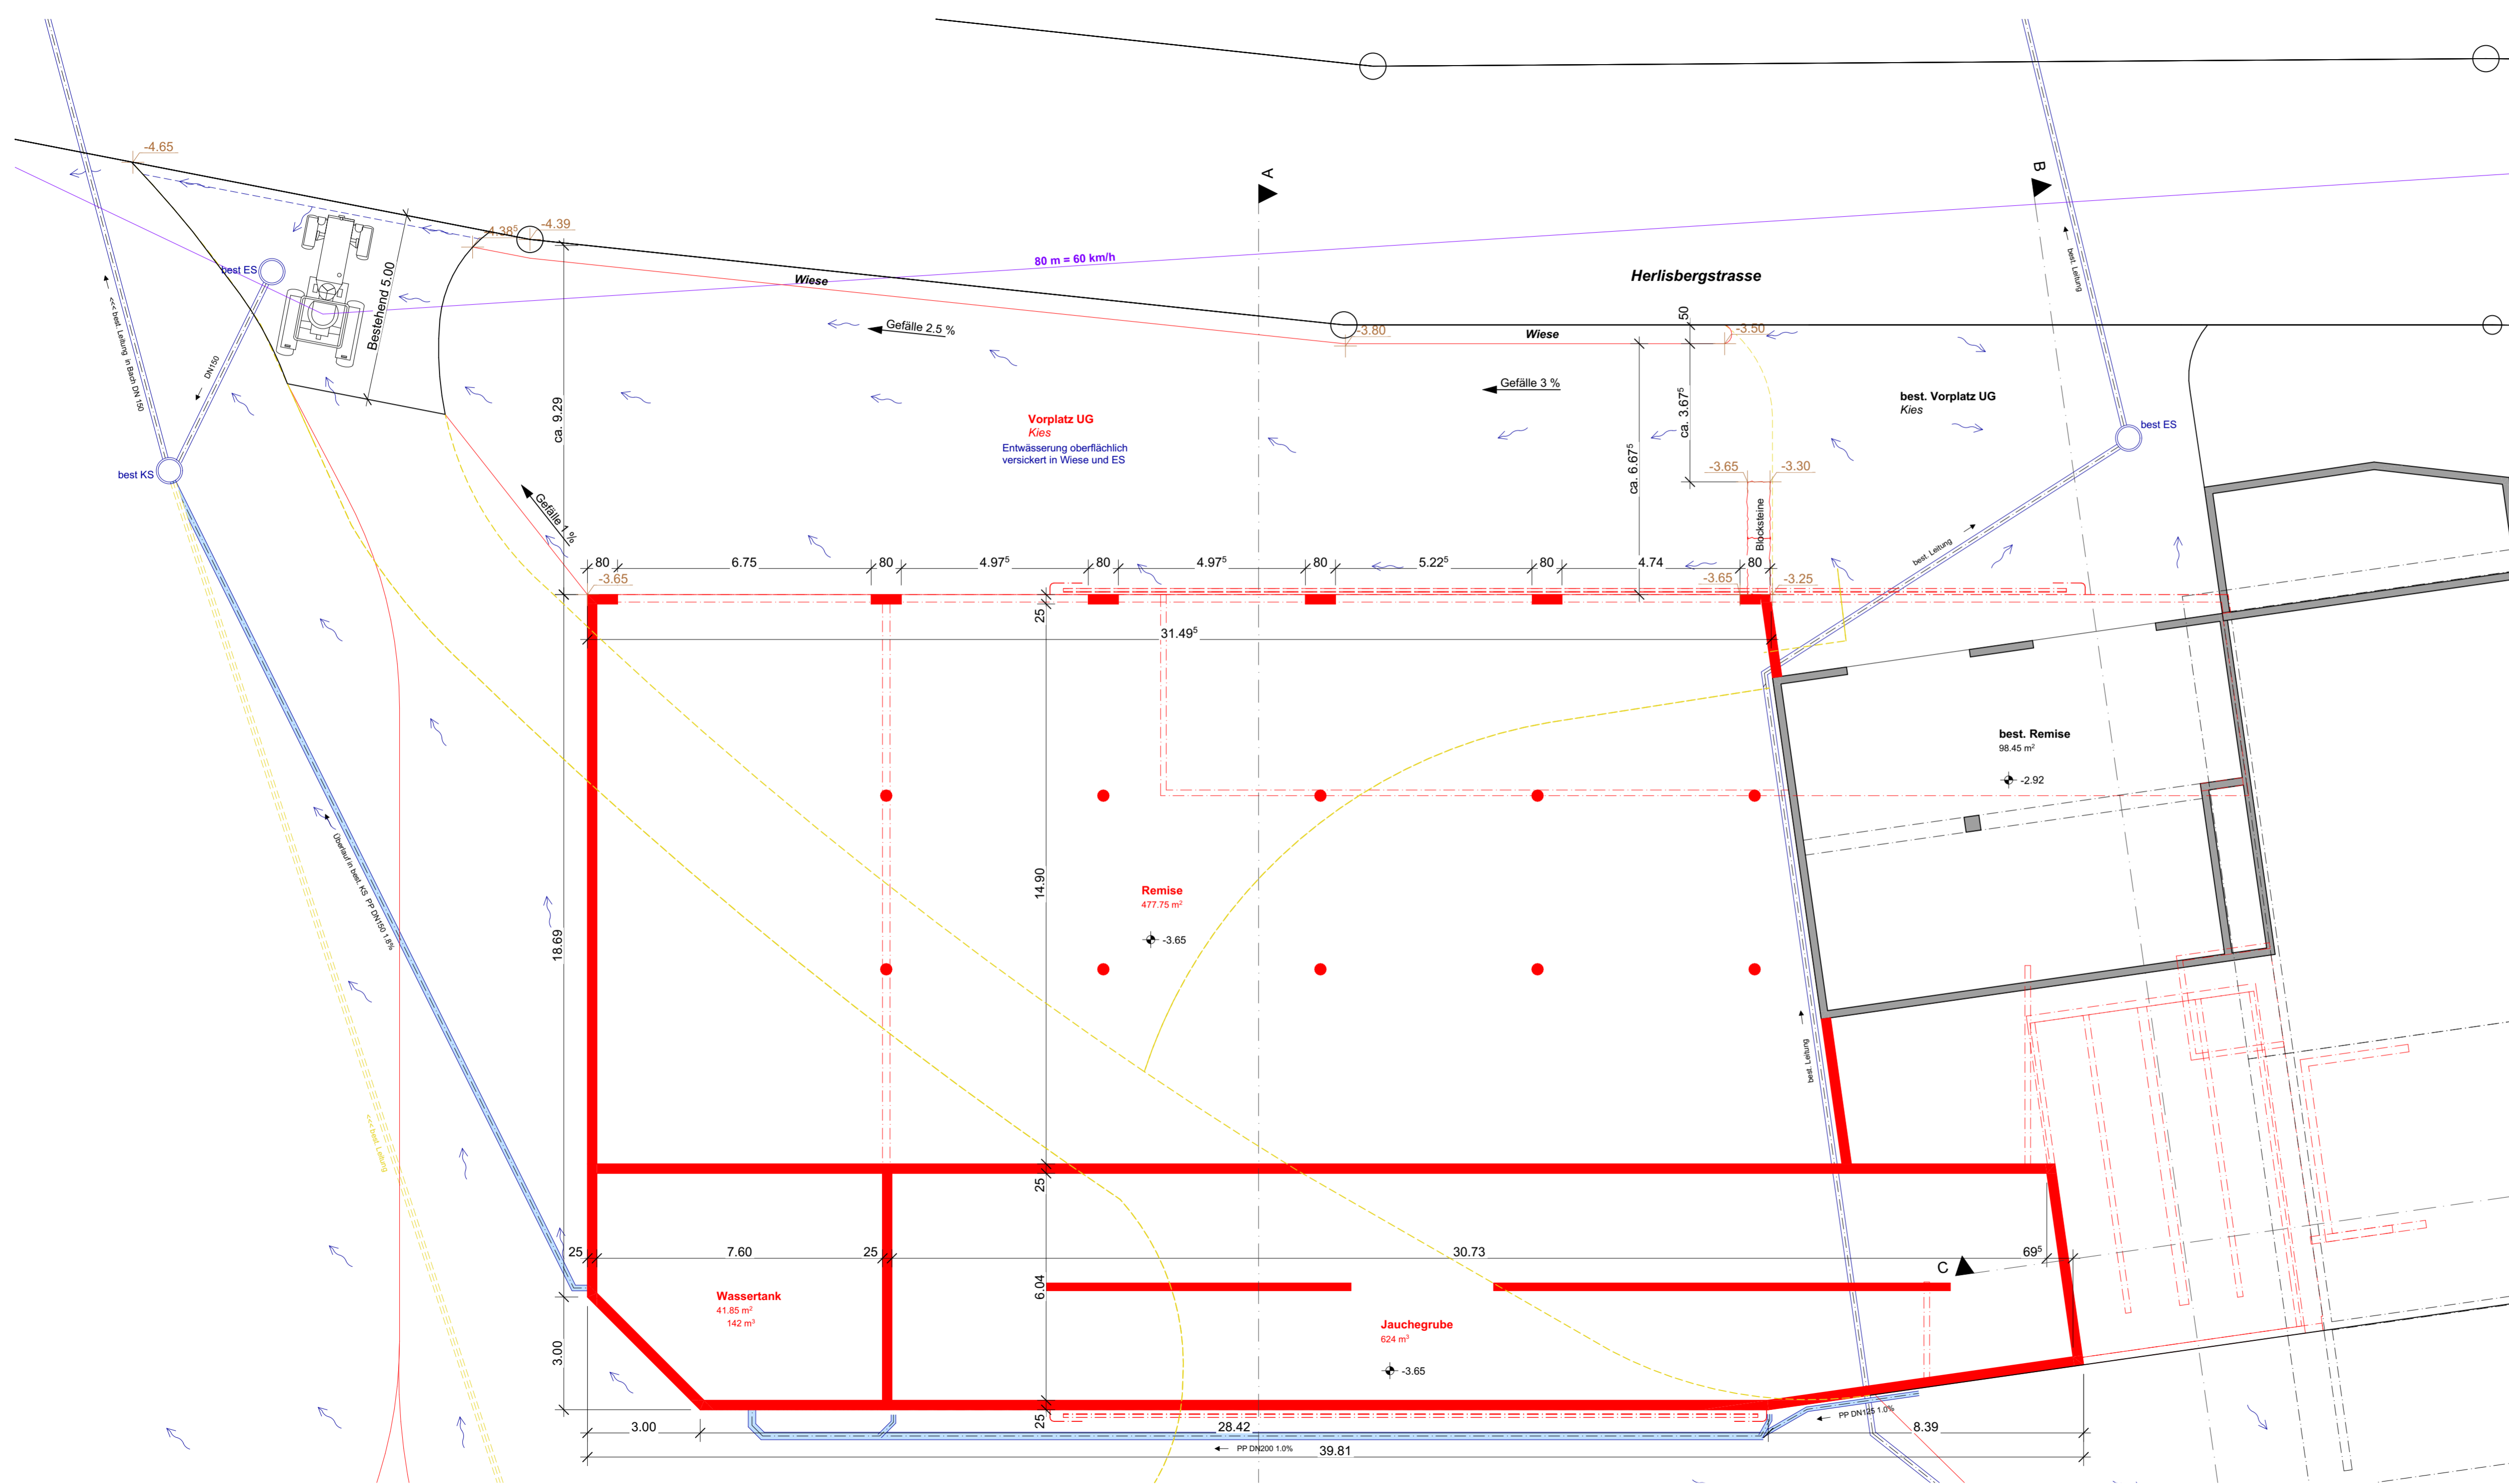 A
B
-4.65
-4.38⁵
-4.39
80 m = 60 km/h
Wiese
Herlisbergstrasse
best. Leitung
best ES
Bestehend 5.00
<<< best. Leitung in Bach DN 150
DN150
Gefälle 2.5 %
-3.80
Wiese
50
-3.50
Gefälle 3 %
best. Vorplatz UG
Kies
ca. 9.29
Vorplatz UG
Kies
Entwässerung oberflächlich
versickert in Wiese und ES
ca. 3.67⁵
ca. 6.67⁵
best ES
best KS
-3.65
-3.30
Gefälle 1 %
Blocksteine
best. Leitung
80
6.75
80
4.97⁵
80
4.97⁵
80
5.22⁵
80
4.74
80
-3.65
-3.65
-3.25
25
31.49⁵
best. Remise
98.45 m²
-2.92
Überlauf in best. KS PP DN150 1.8%
14.90
Remise
477.75 m²
-3.65
18.69
best. Leitung
<<< best. Leitung
25
25
7.60
25
30.73
69⁵
C
6.04
Wassertank
41.85 m²
142 m³
Jauchegrube
624 m³
-3.65
3.00
25
3.00
28.42
PP DN125 1.0%
8.39
PP DN200 1.0%
39.81